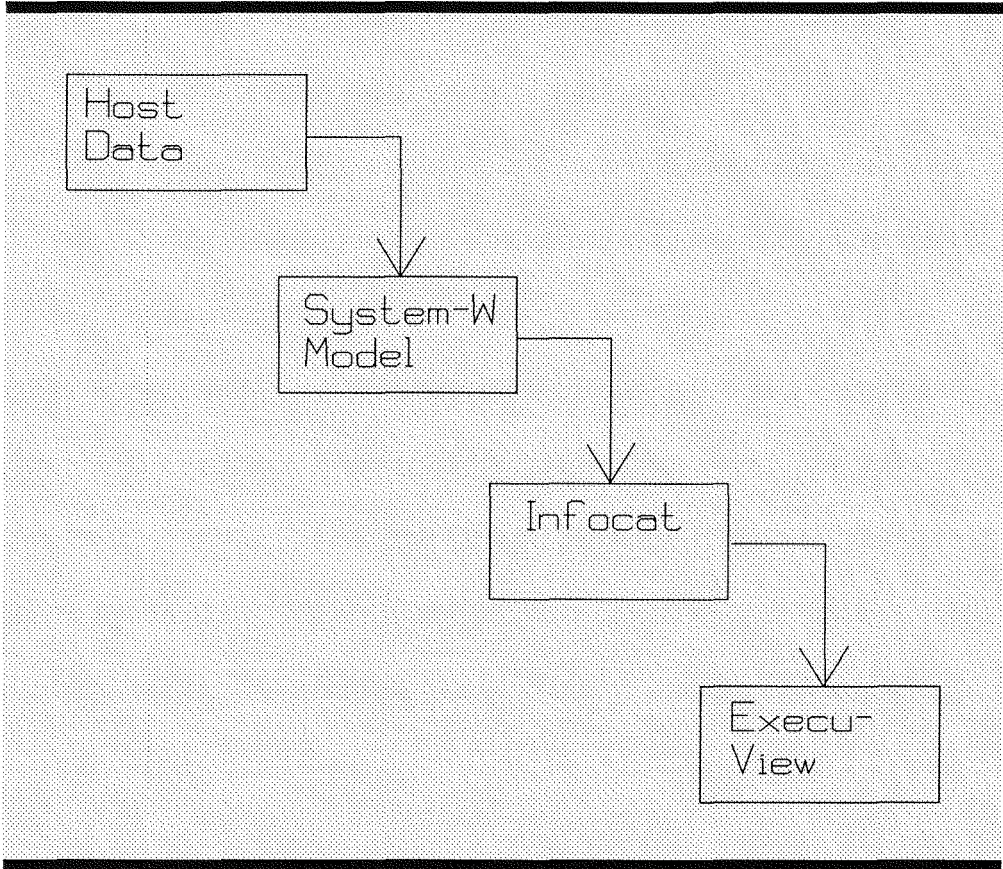 Host
Data
System-W
Model
Infocat
Execu-
View